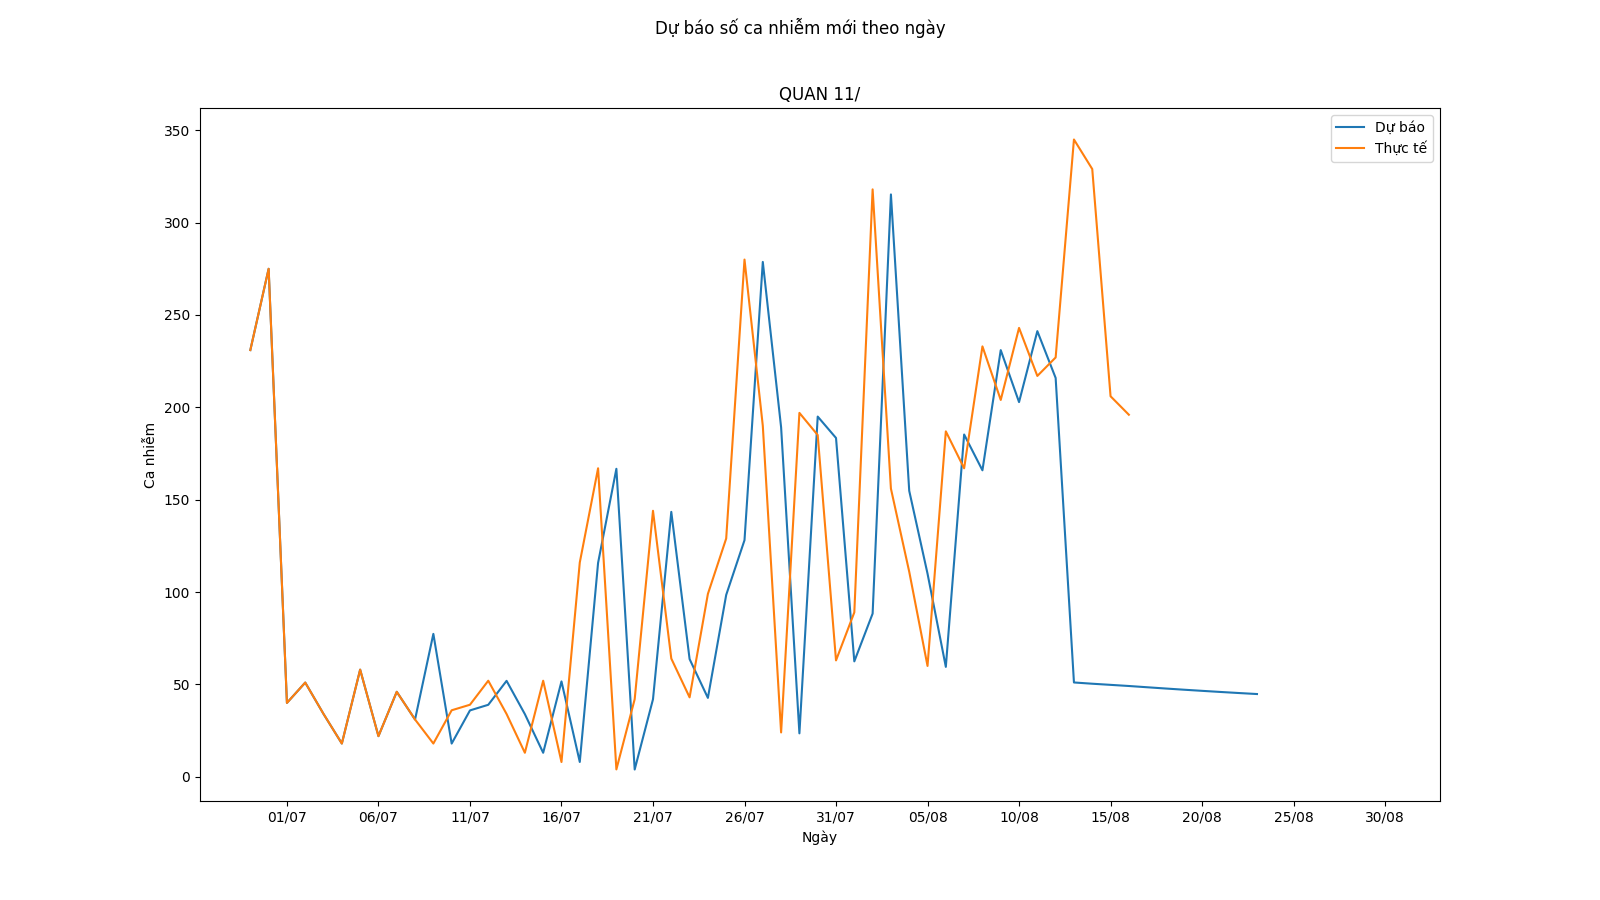 Dự báo số ca nhiễm mới theo ngày
QUAN 11/
Dự báo
Thực tế
350
300
250
200
150
100
50
0
Ca nhiễm
01/07 06/07 11/07 16/07 21/07 26/07 31/07 05/08 10/08 15/08 20/08 25/08 30/08
Ngày